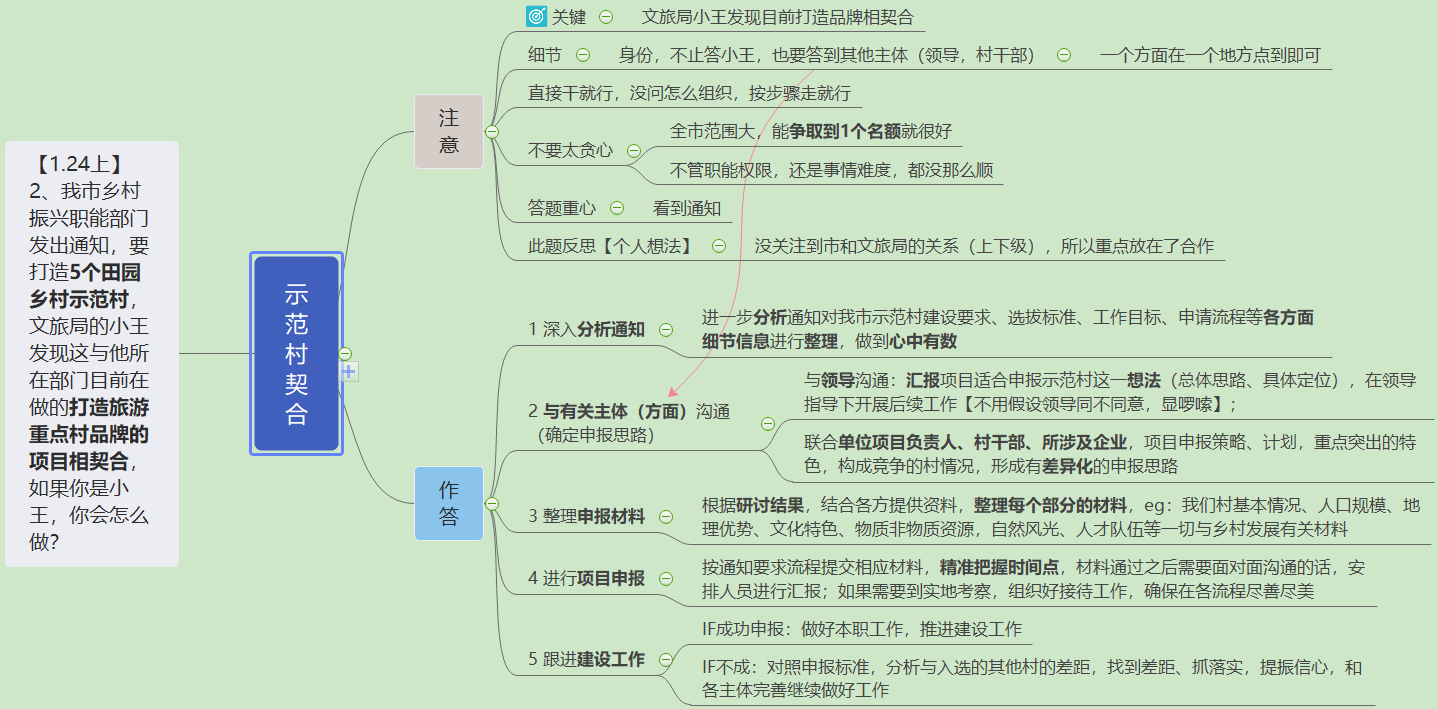 【1.24上】
2、我市乡村
振兴职能部门
发出通知，要
打造5个田园
乡村示范村，
文旅局的小王
发现这与他所
在部门目前在
做的打造旅游
重点村品牌的
项目相契合，
如果你是小
王，你会怎么
做？
示
范
村
契
合
注
意
关键
文旅局小王发现目前打造品牌相契合
细节
身份，不止答小王，也要答到其他主体（领导，村干部）
一个方面在一个地方点到即可
直接干就行，没问怎么组织，按步骤走就行
不要太贪心
全市范围大，能争取到1个名额就很好
不管职能权限，还是事情难度，都没那么顺
答题重心
看到通知
此题反思【个人想法】
没关注到市和文旅局的关系（上下级），所以重点放在了合作
作
答
1 深入分析通知
进一步分析通知对我市示范村建设要求、选拔标准、工作目标、申请流程等各方面
细节信息进行整理，做到心中有数
2 与有关主体（方面）沟通
（确定申报思路）
与领导沟通：汇报项目适合申报示范村这一想法（总体思路、具体定位），在领导
指导下开展后续工作【不用假设领导同不同意，显啰嗦】；
联合单位项目负责人、村干部、所涉及企业，项目申报策略、计划，重点突出的特
色，构成竞争的村情况，形成有差异化的申报思路
3 整理申报材料
根据研讨结果，结合各方提供资料，整理每个部分的材料，eg：我们村基本情况、人口规模、地
理优势、文化特色、物质非物质资源，自然风光、人才队伍等一切与乡村发展有关材料
4 进行项目申报
按通知要求流程提交相应材料，精准把握时间点，材料通过之后需要面对面沟通的话，安
排人员进行汇报；如果需要到实地考察，组织好接待工作，确保在各流程尽善尽美
5 跟进建设工作
IF成功申报：做好本职工作，推进建设工作
IF不成：对照申报标准，分析与入选的其他村的差距，找到差距、抓落实，提振信心，和
各主体完善继续做好工作